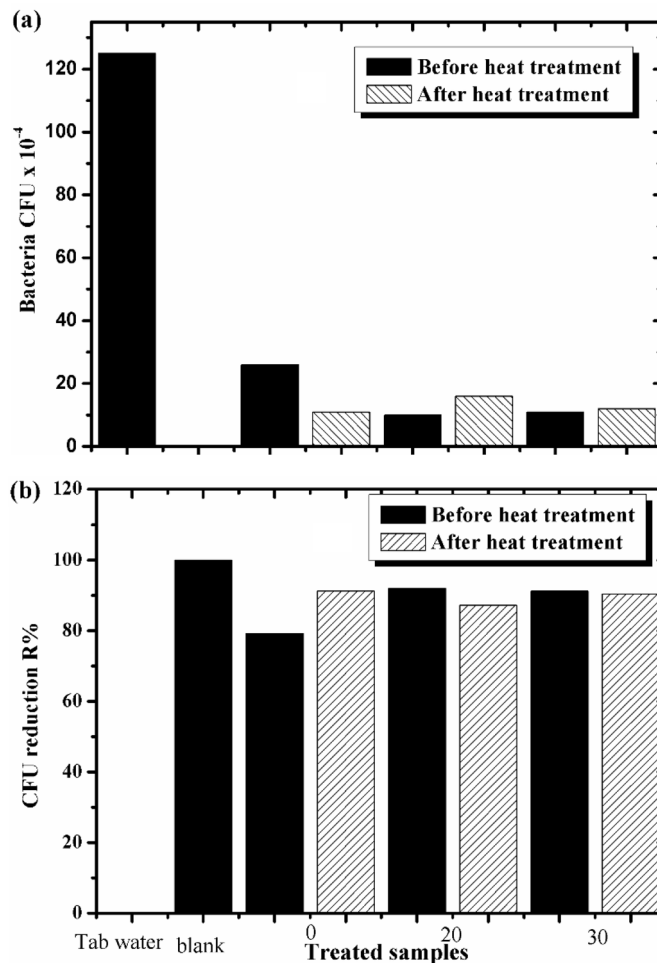 (a)
Before heat treatment
After heat treatment
120
100
80
60
40
20
0
Bacteria CFU x 10⁻⁴
(b)
Before heat treatment
After heat treatment
120
100
80
60
40
20
0
CFU reduction R%
Tab water
blank
0
20
30
Treated samples